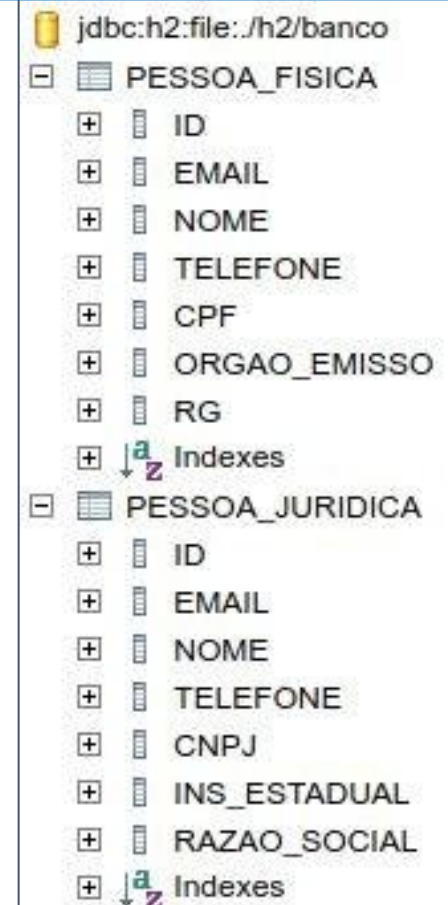 jdbc:h2:file:./h2/banco
PESSOA_FISICA
ID
EMAIL
NOME
TELEFONE
CPF
ORGAO_EMISSO
RG
Indexes
PESSOA_JURIDICA
ID
EMAIL
NOME
TELEFONE
CNPJ
INS_ESTADUAL
RAZAO_SOCIAL
Indexes